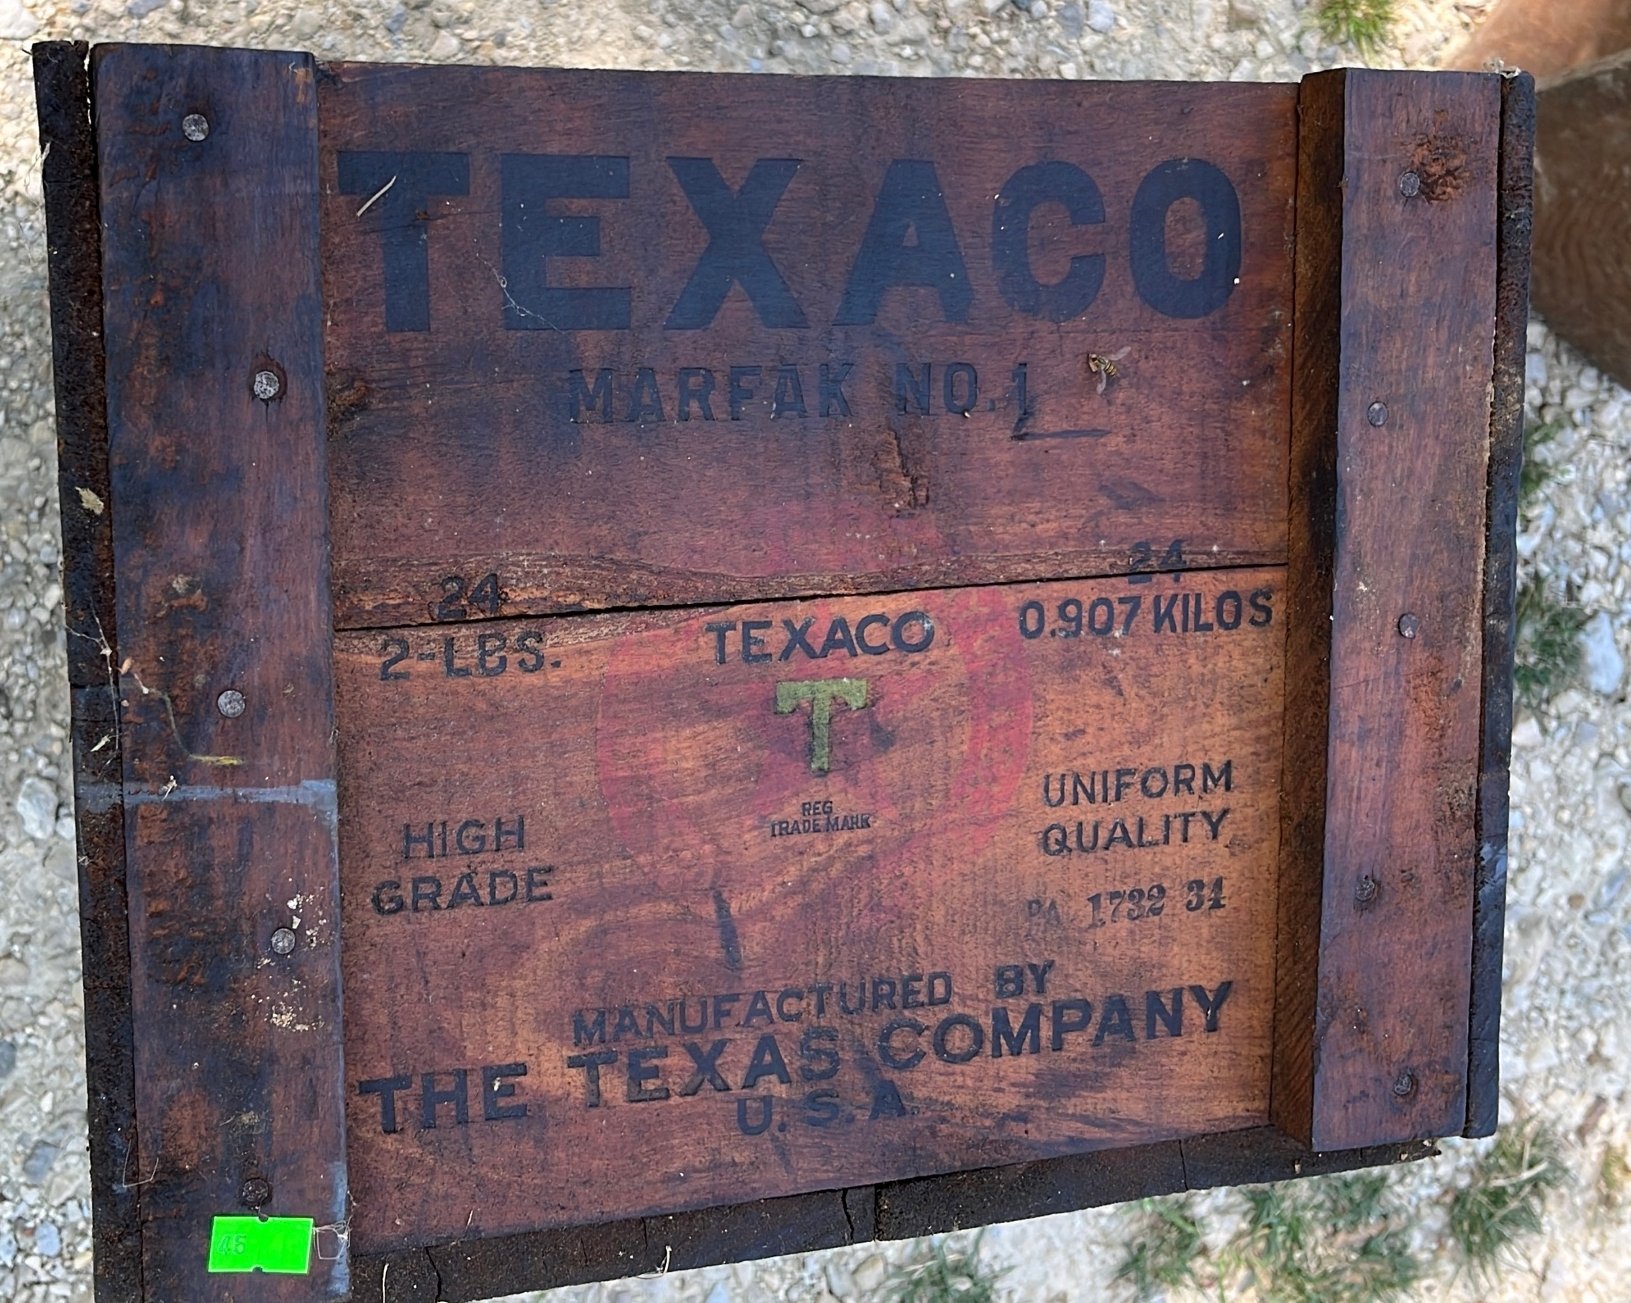 TEXACO
MARFAK NO. 1
24
2-LBS.
24
0.907 KILOS
TEXACO
T
REG
TRADE MARK
HIGH
GRADE
UNIFORM
QUALITY
PA 1732 34
MANUFACTURED BY
THE TEXAS COMPANY
U.S.A.
45